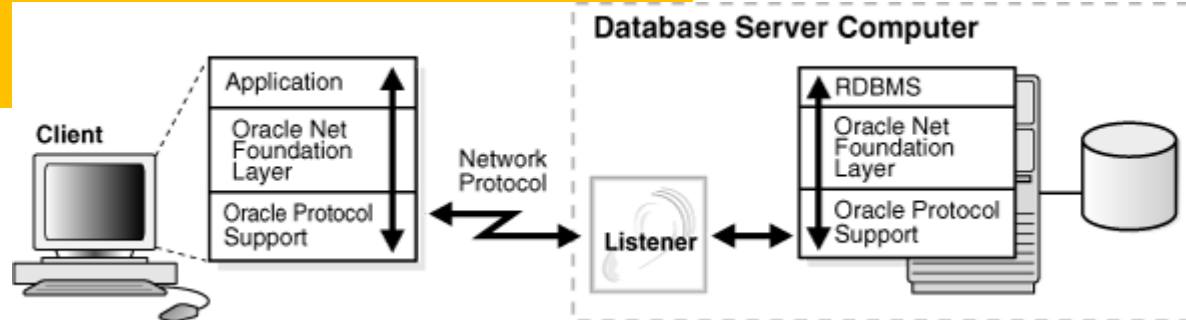 Database Server Computer
Client
Application
Oracle Net
Foundation
Layer
Oracle Protocol
Support
Network
Protocol
Listener
RDBMS
Oracle Net
Foundation
Layer
Oracle Protocol
Support